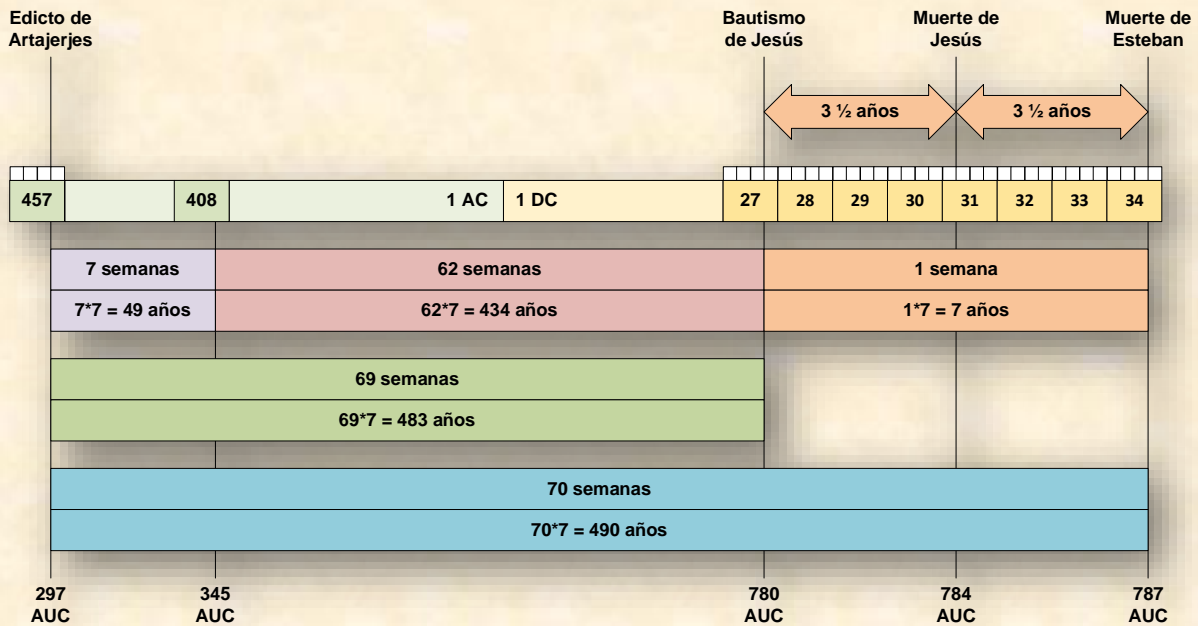 Edicto de
Artajerjes
Bautismo
de Jesús
Muerte de
Jesús
Muerte de
Esteban
3 ½ años
3 ½ años
457
408
1 AC
1 DC
27
28
29
30
31
32
33
34
7 semanas
62 semanas
1 semana
7*7 = 49 años
62*7 = 434 años
1*7 = 7 años
69 semanas
69*7 = 483 años
70 semanas
70*7 = 490 años
297
AUC
345
AUC
780
AUC
784
AUC
787
AUC